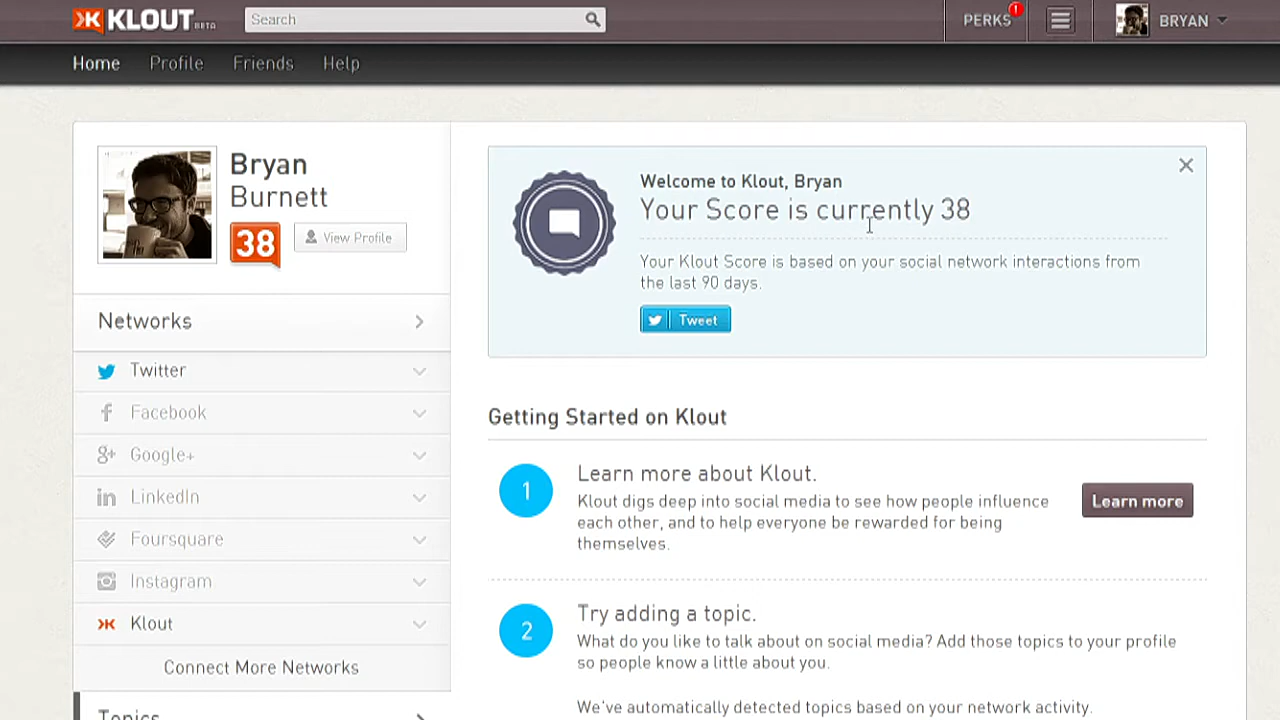 KLOUT BETA
Search
PERKS
!
BRYAN
Home
Profile
Friends
Help
Bryan
Burnett
38
View Profile
Networks
Twitter
Facebook
Google+
LinkedIn
Foursquare
Instagram
Klout
Connect More Networks
Topics
Welcome to Klout, Bryan
Your Score is currently 38
Your Klout Score is based on your social network interactions from
the last 90 days.
Tweet
Getting Started on Klout
1
Learn more about Klout.
Klout digs deep into social media to see how people influence
each other, and to help everyone be rewarded for being
themselves.
Learn more
2
Try adding a topic.
What do you like to talk about on social media? Add those topics to your profile
so people know a little about you.
We've automatically detected topics based on your network activity.